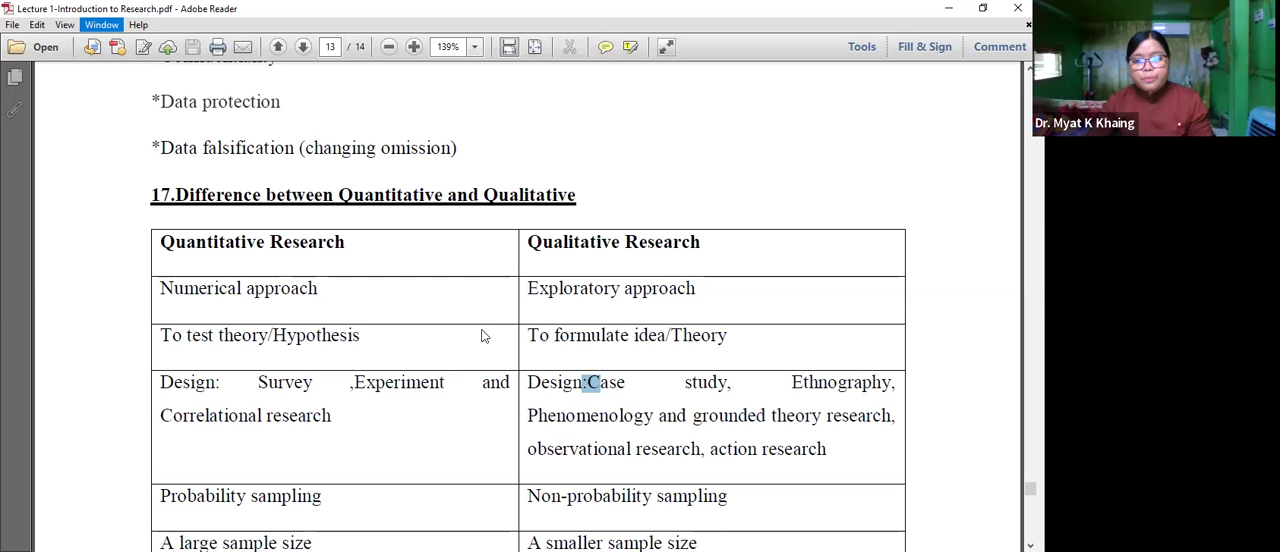 Lecture 1-Introduction to Research.pdf - Adobe Reader
File Edit View Window Help
Open 13 / 14 139% Tools Fill & Sign Comment
Dr. Myat K Khaing
*Data protection
*Data falsification (changing omission)
17.Difference between Quantitative and Qualitative
Quantitative Research Qualitative Research
Numerical approach Exploratory approach
To test theory/Hypothesis To formulate idea/Theory
Design: Survey ,Experiment and Design:Case study, Ethnography,
Correlational research Phenomenology and grounded theory research,
observational research, action research
Probability sampling Non-probability sampling
A large sample size A smaller sample size